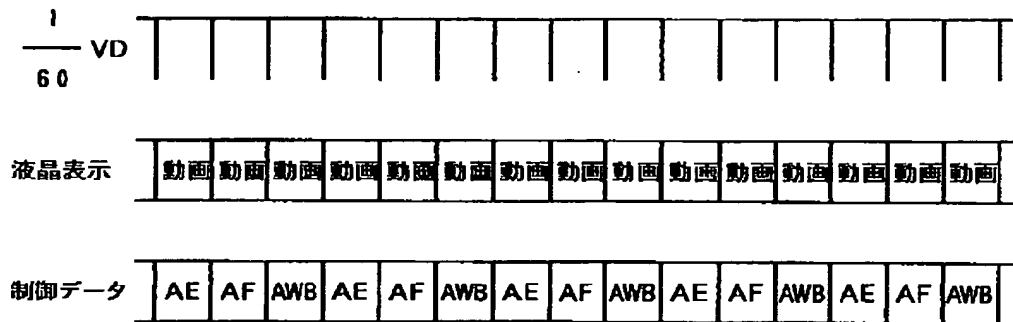 1
60 VD
液晶表示 動画 動画 動画 動画 動画 動画 動画 動画 動画 動画 動画 動画 動画 動画 動画
制御データ AE AF AWB AE AF AWB AE AF AWB AE AF AWB AE AF AWB